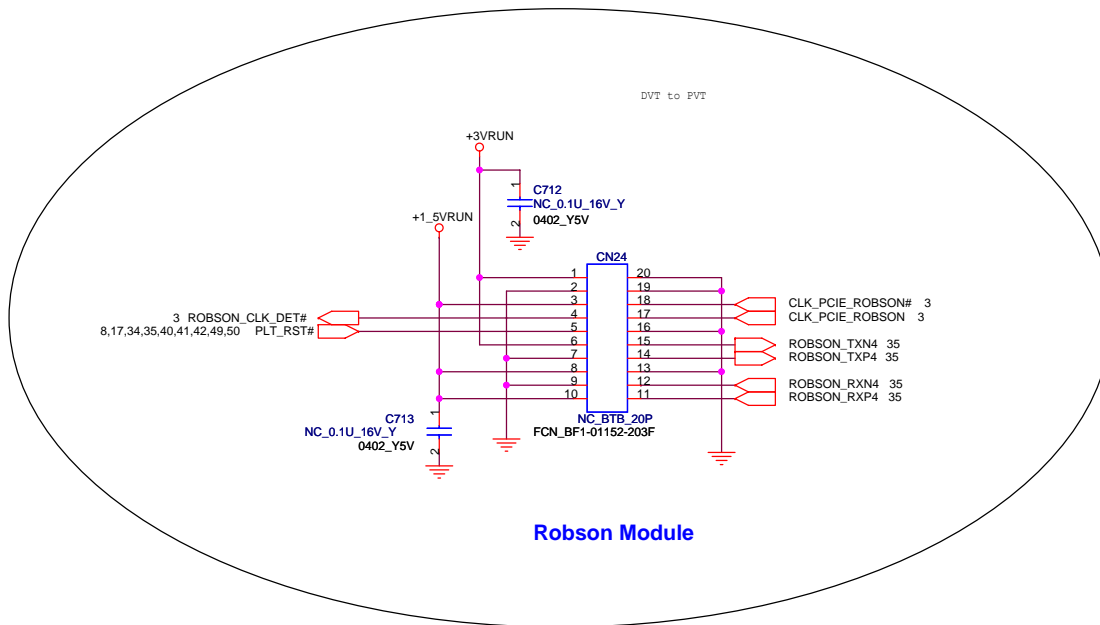 DVT to PVT
+3VRUN
1
C712
NC_0.1U_16V_Y
2
0402_Y5V
+1_5VRUN
CN24
1 20
2 19
3 18 CLK_PCIE_ROBSON# 3
3 ROBSON_CLK_DET# 4 17 CLK_PCIE_ROBSON 3
8,17,34,35,40,41,42,49,50 PLT_RST# 5 16
6 15 ROBSON_TXN4 35
7 14 ROBSON_TXP4 35
8 13
9 12 ROBSON_RXN4 35
10 11 ROBSON_RXP4 35
1
C713
NC_0.1U_16V_Y
0402_Y5V
2
NC_BTB_20P
FCN_BF1-01152-203F
Robson Module